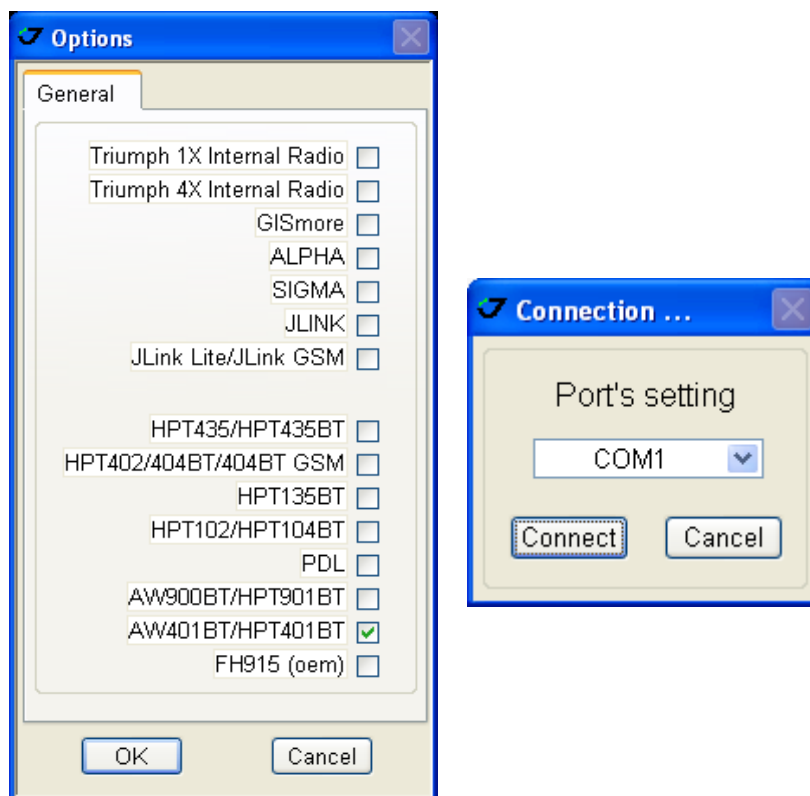 Options
General
Triumph 1X Internal Radio
Triumph 4X Internal Radio
GISmore
ALPHA
SIGMA
JLINK
JLink Lite/JLink GSM
HPT435/HPT435BT
HPT402/404BT/404BT GSM
HPT135BT
HPT102/HPT104BT
PDL
AW900BT/HPT901BT
AW401BT/HPT401BT
FH915 (oem)
OK Cancel
Connection ...
Port's setting
COM1
Connect Cancel